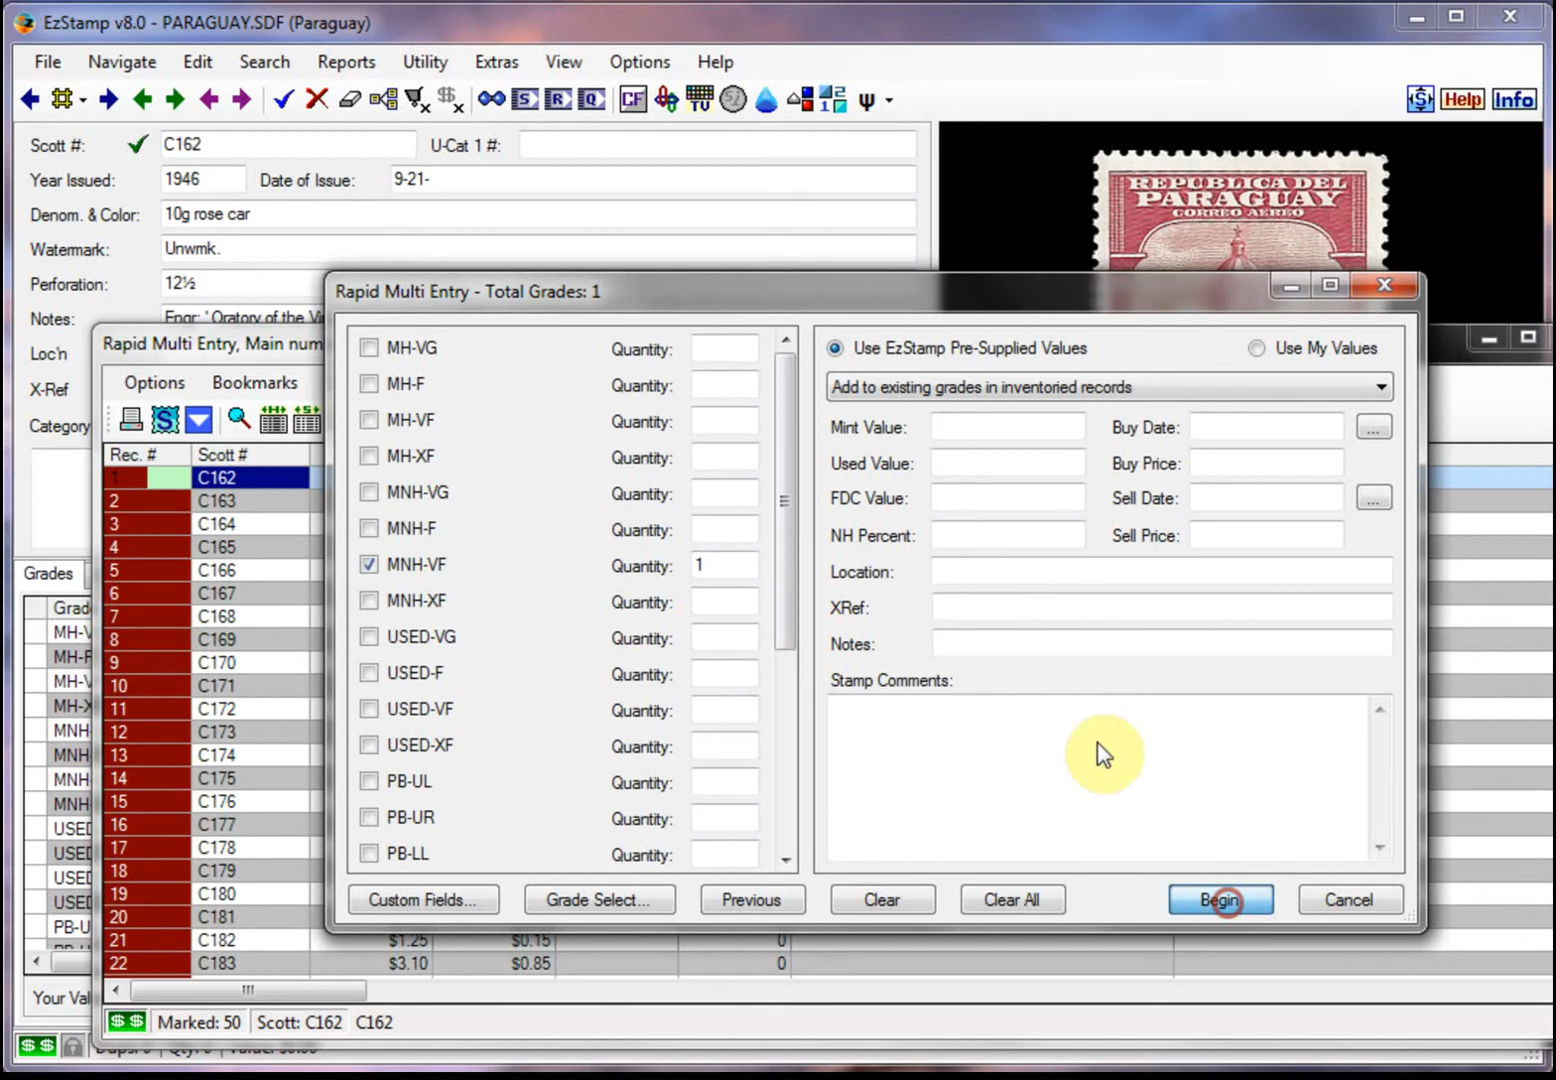 EzStamp v8.0 - PARAGUAY.SDF (Paraguay)
File Navigate Edit Search Reports Utility Extras View Options Help
S R Q CF TU 51 1 2 Ψ $ Help Info
Scott #: C162 U-Cat 1 #:
Year Issued: 1946 Date of Issue: 9-21-
Denom. & Color: 10g rose car
Watermark: Unwmk.
Perforation: 12½
Notes: Engr; 'Oratory of the
Loc'n
X-Ref
Category
REPUBLICA DEL
PARAGUAY
CORREO AEREO
Rapid Multi Entry, Main num
Options Bookmarks
Rec. # Scott #
1 C162
2 C163
3 C164
4 C165
5 C166
6 C167
7 C168
8 C169
9 C170
10 C171
11 C172
12 C173
13 C174
14 C175
15 C176
16 C177
17 C178
18 C179
19 C180
20 C181
21 C182 $1.25 $0.15 0
22 C183 $3.10 $0.85 0
$ $ Marked: 50 Scott: C162 C162
Grades
Grad
MH-V
MH-F
MH-V
MH-X
MNH-
MNH-
MNH-
MNH-
USED
USED
USED
USED
PB-U
Your Val
$ $
Rapid Multi Entry - Total Grades: 1
MH-VG Quantity:
MH-F Quantity:
MH-VF Quantity:
MH-XF Quantity:
MNH-VG Quantity:
MNH-F Quantity:
MNH-VF Quantity: 1
MNH-XF Quantity:
USED-VG Quantity:
USED-F Quantity:
USED-VF Quantity:
USED-XF Quantity:
PB-UL Quantity:
PB-UR Quantity:
PB-LL Quantity:
Use EzStamp Pre-Supplied Values Use My Values
Add to existing grades in inventoried records
Mint Value: Buy Date: ...
Used Value: Buy Price:
FDC Value: Sell Date: ...
NH Percent: Sell Price:
Location:
XRef:
Notes:
Stamp Comments:
Custom Fields... Grade Select... Previous Clear Clear All Begin Cancel